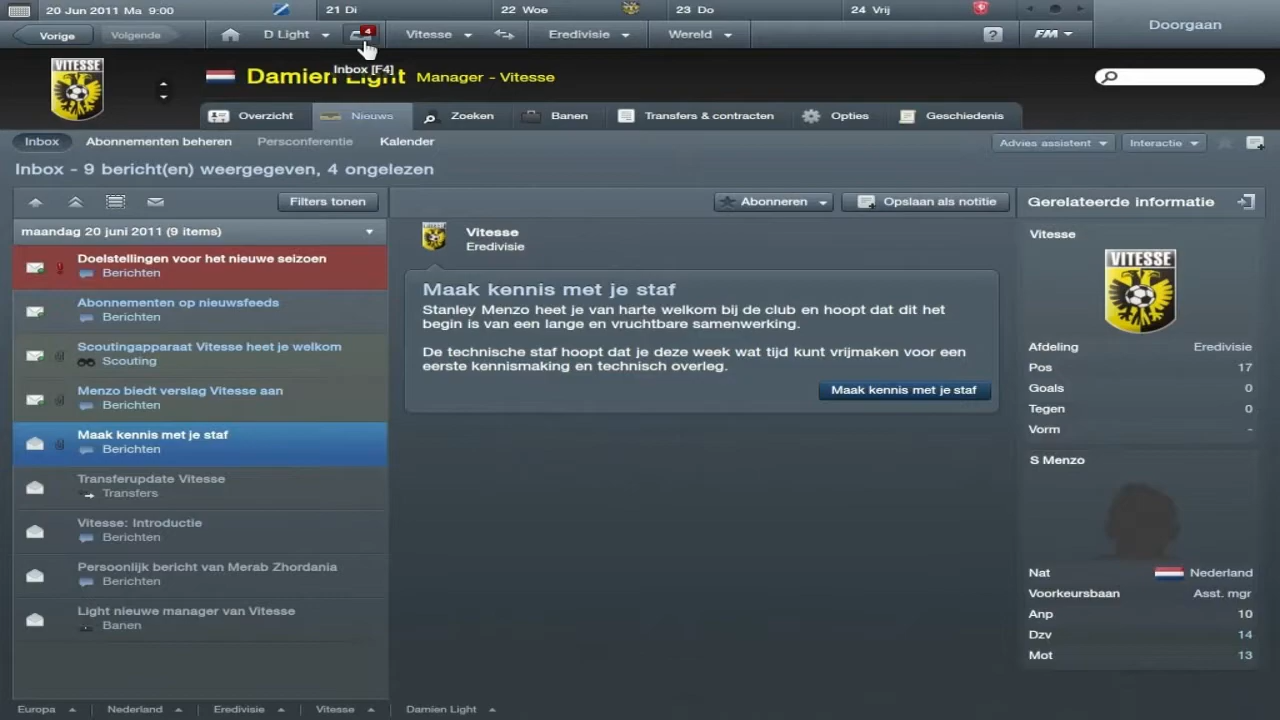 20 Jun 2011 Ma 9:00
21 Di
22 Woe
23 Do
24 Vrij
Vorige
Volgende
D Light
4
Vitesse
Eredivisie
Wereld
?
FM
Doorgaan
Inbox [F4]
VITESSE
Damien Light
Manager - Vitesse
Overzicht
Nieuws
Zoeken
Banen
Transfers & contracten
Opties
Geschiedenis
Inbox
Abonnementen beheren
Persconferentie
Kalender
Advies assistent
Interactie
Inbox - 9 bericht(en) weergegeven, 4 ongelezen
Filters tonen
Abonneren
Opslaan als notitie
Gerelateerde informatie
maandag 20 juni 2011 (9 items)
Doelstellingen voor het nieuwe seizoen
Berichten
Abonnementen op nieuwsfeeds
Berichten
Scoutingapparaat Vitesse heet je welkom
Scouting
Menzo biedt verslag Vitesse aan
Berichten
Maak kennis met je staf
Berichten
Transferupdate Vitesse
Transfers
Vitesse: Introductie
Berichten
Persoonlijk bericht van Merab Zhordania
Berichten
Light nieuwe manager van Vitesse
Banen
Vitesse
Eredivisie
Maak kennis met je staf
Stanley Menzo heet je van harte welkom bij de club en hoopt dat dit het
begin is van een lange en vruchtbare samenwerking.
De technische staf hoopt dat je deze week wat tijd kunt vrijmaken voor een
eerste kennismaking en technisch overleg.
Maak kennis met je staf
Vitesse
VITESSE
Afdeling Eredivisie
Pos 17
Goals 0
Tegen 0
Vorm -
S Menzo
Nat Nederland
Voorkeursbaan Asst. mgr
Anp 10
Dzv 14
Mot 13
Europa
Nederland
Eredivisie
Vitesse
Damien Light